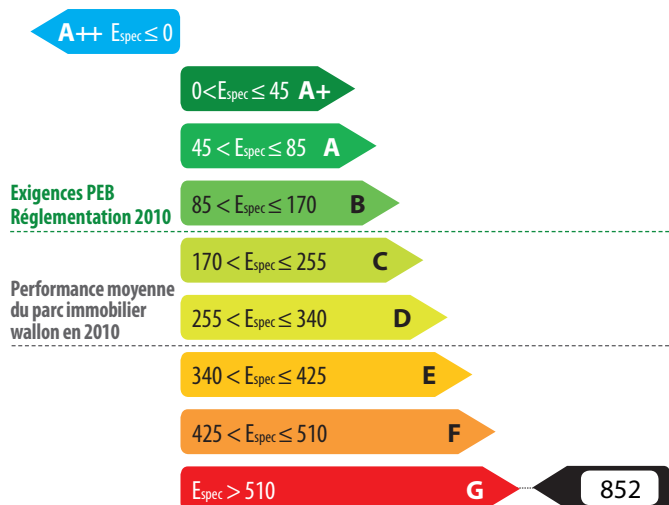 A++ Espec ≤ 0
0<Espec ≤ 45 A+
45 < Espec ≤ 85 A
Exigences PEB
Réglementation 2010
85 < Espec ≤ 170 B
170 < Espec ≤ 255 C
Performance moyenne
du parc immobilier
wallon en 2010
255 < Espec ≤ 340 D
340 < Espec ≤ 425 E
425 < Espec ≤ 510 F
Espec > 510 G 852